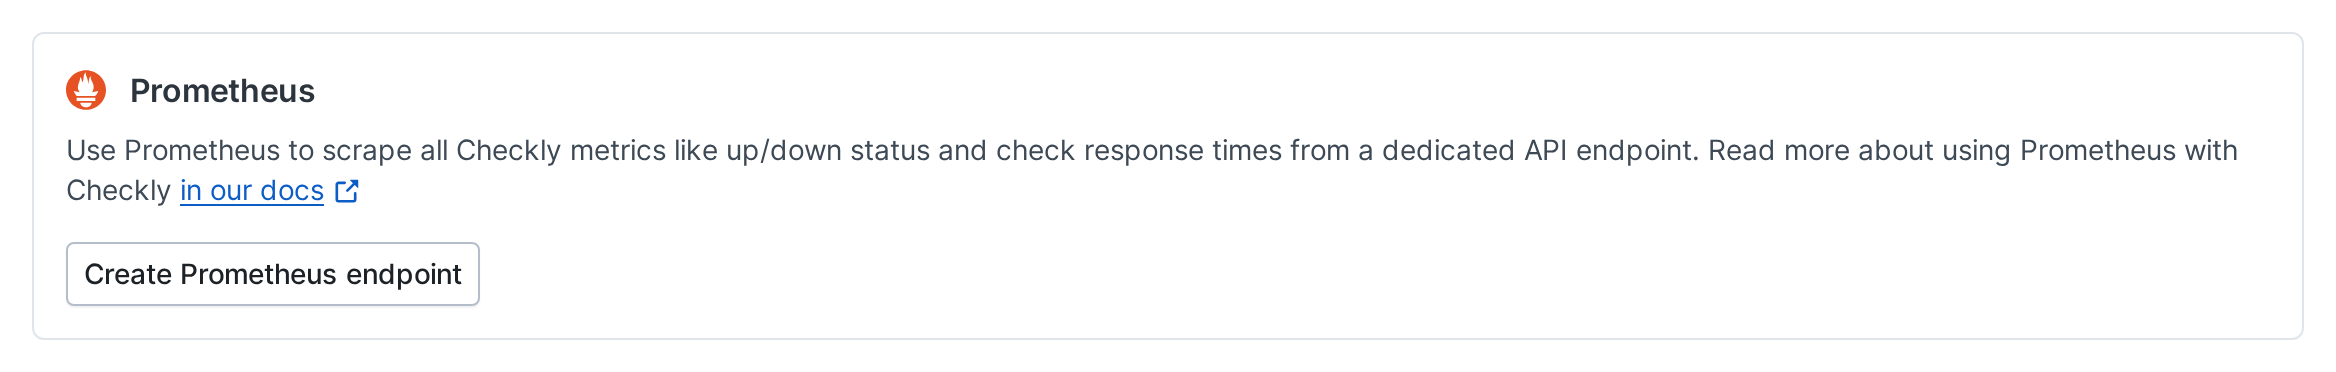 Prometheus
Use Prometheus to scrape all Checkly metrics like up/down status and check response times from a dedicated API endpoint. Read more about using Prometheus with
Checkly in our docs
Create Prometheus endpoint